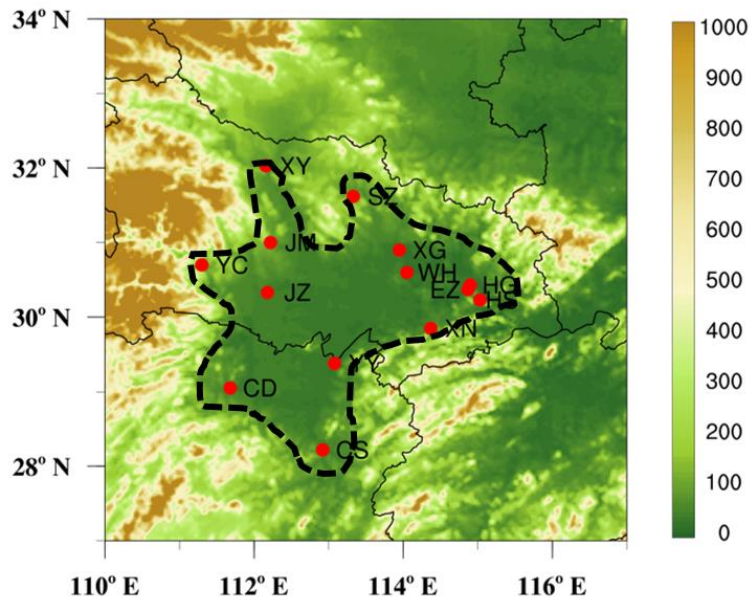 34° N
1000
900
800
32° N
XY
SZ
700
600
XG
JM
YC
WH
HG
EZ
HS
JZ
500
30° N
XN
400
YY
CD
300
28° N
CS
200
100
0
110° E
112° E
114° E
116° E